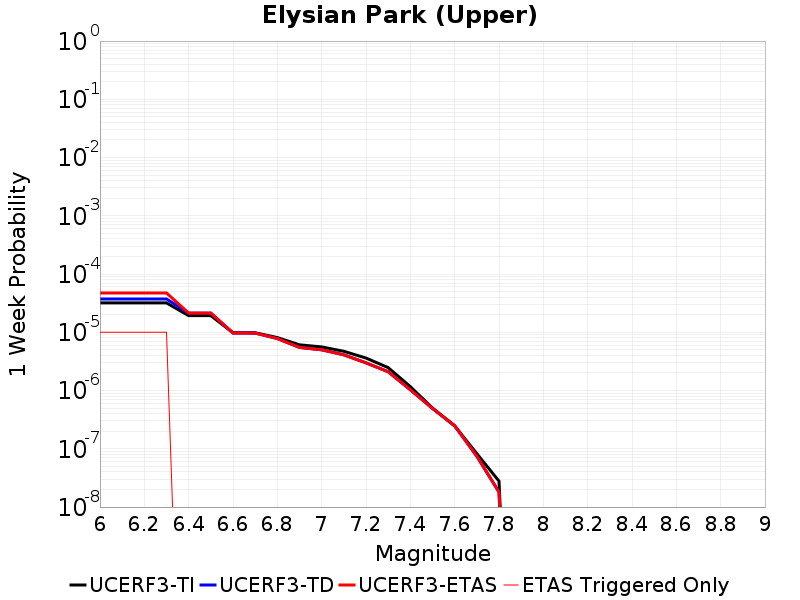 Elysian Park (Upper)
1 Week Probability
10^0
10^-1
10^-2
10^-3
10^-4
10^-5
10^-6
10^-7
10^-8
6 6.2 6.4 6.6 6.8 7 7.2 7.4 7.6 7.8 8 8.2 8.4 8.6 8.8 9
Magnitude
UCERF3-TI UCERF3-TD UCERF3-ETAS ETAS Triggered Only